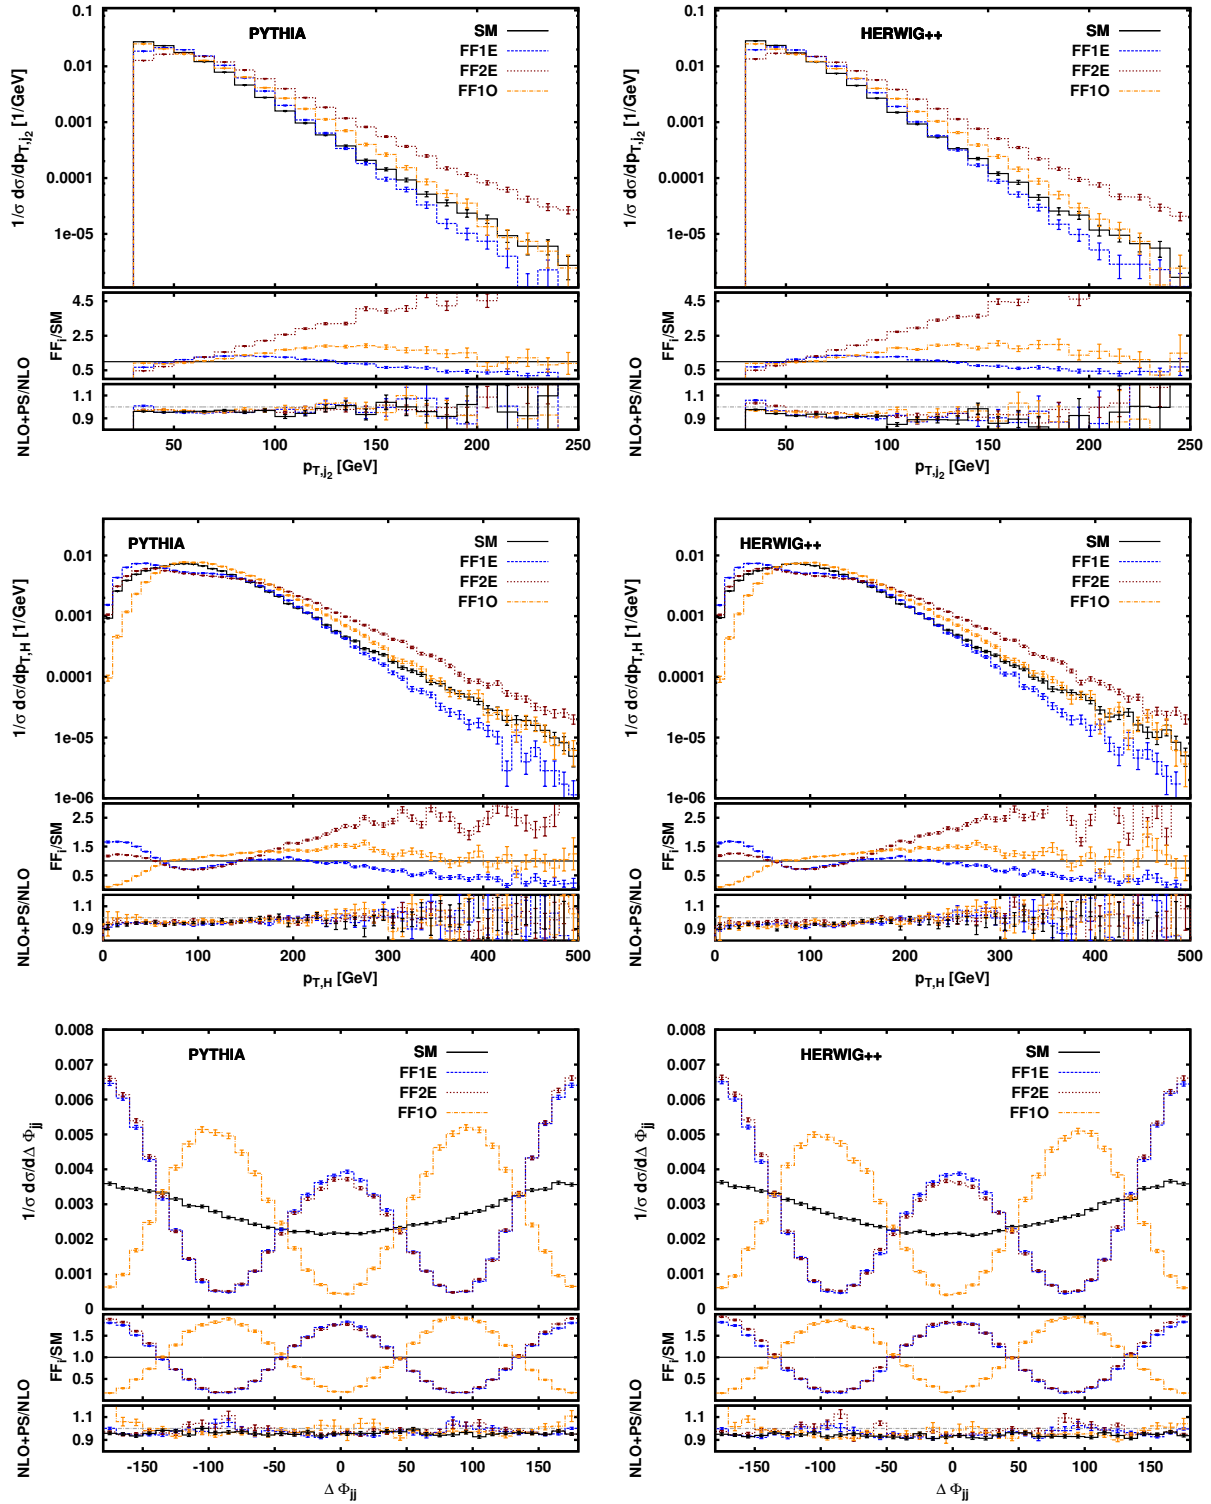 PYTHIA
SM
FF1E
FF2E
FF1O
1/σ dσ/dp_T,j₂ [1/GeV]
0.1
0.01
0.001
0.0001
1e-05
FFᵢ/SM
4.5
2.5
0.5
NLO+PS/NLO
1.1
0.9
50 100 150 200 250
p_T,j₂ [GeV]
HERWIG++
SM
FF1E
FF2E
FF1O
1/σ dσ/dp_T,j₂ [1/GeV]
0.1
0.01
0.001
0.0001
1e-05
FFᵢ/SM
4.5
2.5
0.5
NLO+PS/NLO
1.1
0.9
50 100 150 200 250
p_T,j₂ [GeV]
PYTHIA
SM
FF1E
FF2E
FF1O
1/σ dσ/dp_T,H [1/GeV]
0.01
0.001
0.0001
1e-05
1e-06
FFᵢ/SM
2.5
1.5
0.5
NLO+PS/NLO
1.1
0.9
0 100 200 300 400 500
p_T,H [GeV]
HERWIG++
SM
FF1E
FF2E
FF1O
1/σ dσ/dp_T,H [1/GeV]
0.01
0.001
0.0001
1e-05
1e-06
FFᵢ/SM
2.5
1.5
0.5
NLO+PS/NLO
1.1
0.9
0 100 200 300 400 500
p_T,H [GeV]
PYTHIA
SM
FF1E
FF2E
FF1O
1/σ dσ/d Δ Φ_jj
0.008
0.007
0.006
0.005
0.004
0.003
0.002
0.001
0
FFᵢ/SM
1.5
1.0
0.5
NLO+PS/NLO
1.1
0.9
-150 -100 -50 0 50 100 150
Δ Φ_jj
HERWIG++
SM
FF1E
FF2E
FF1O
1/σ dσ/d Δ Φ_jj
0.008
0.007
0.006
0.005
0.004
0.003
0.002
0.001
0
FFᵢ/SM
1.5
1.0
0.5
NLO+PS/NLO
1.1
0.9
-150 -100 -50 0 50 100 150
Δ Φ_jj